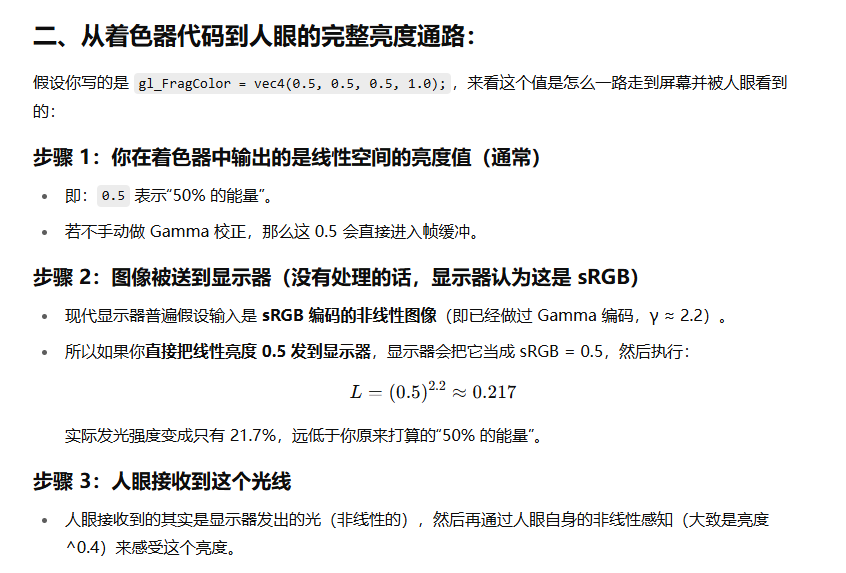 二、从着色器代码到人眼的完整亮度通路：
假设你写的是 gl_FragColor = vec4(0.5, 0.5, 0.5, 1.0);，来看这个值是怎么一路走到屏幕并被人眼看到
的：
步骤 1：你在着色器中输出的是线性空间的亮度值（通常）
• 即：0.5 表示“50% 的能量”。
• 若不手动做 Gamma 校正，那么这 0.5 会直接进入帧缓冲。
步骤 2：图像被送到显示器（没有处理的话，显示器认为这是 sRGB）
• 现代显示器普遍假设输入是 sRGB 编码的非线性图像（即已经做过 Gamma 编码，γ ≈ 2.2）。
• 所以如果你直接把线性亮度 0.5 发到显示器，显示器会把它当成 sRGB = 0.5，然后执行：
L = (0.5)^2.2 ≈ 0.217
实际发光强度变成只有 21.7%，远低于你原来打算的“50% 的能量”。
步骤 3：人眼接收到这个光线
• 人眼接收到的其实是显示器发出的光（非线性的），然后再通过人眼自身的非线性感知（大致是亮度
^0.4）来感受这个亮度。